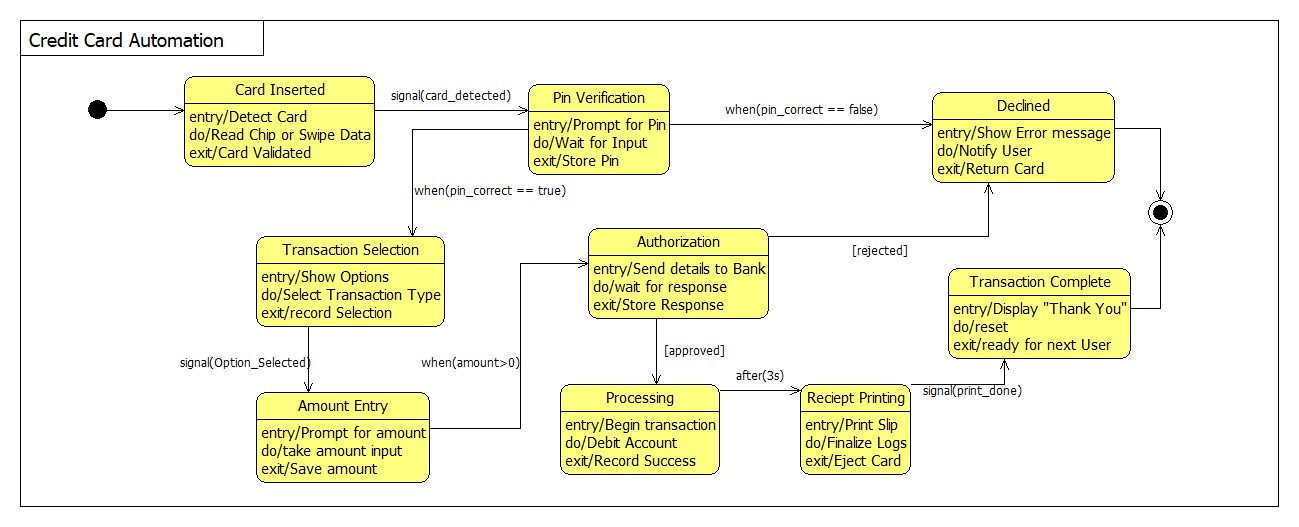 Credit Card Automation
Card Inserted
entry/Detect Card
do/Read Chip or Swipe Data
exit/Card Validated
signal(card_detected)
Pin Verification
entry/Prompt for Pin
do/Wait for Input
exit/Store Pin
when(pin_correct == false)
Declined
entry/Show Error message
do/Notify User
exit/Return Card
when(pin_correct == true)
Transaction Selection
entry/Show Options
do/Select Transaction Type
exit/record Selection
Authorization
entry/Send details to Bank
do/wait for response
exit/Store Response
[rejected]
Transaction Complete
entry/Display "Thank You"
do/reset
exit/ready for next User
signal(Option_Selected)
when(amount>0)
[approved]
after(3s)
signal(print_done)
Amount Entry
entry/Prompt for amount
do/take amount input
exit/Save amount
Processing
entry/Begin transaction
do/Debit Account
exit/Record Success
Reciept Printing
entry/Print Slip
do/Finalize Logs
exit/Eject Card